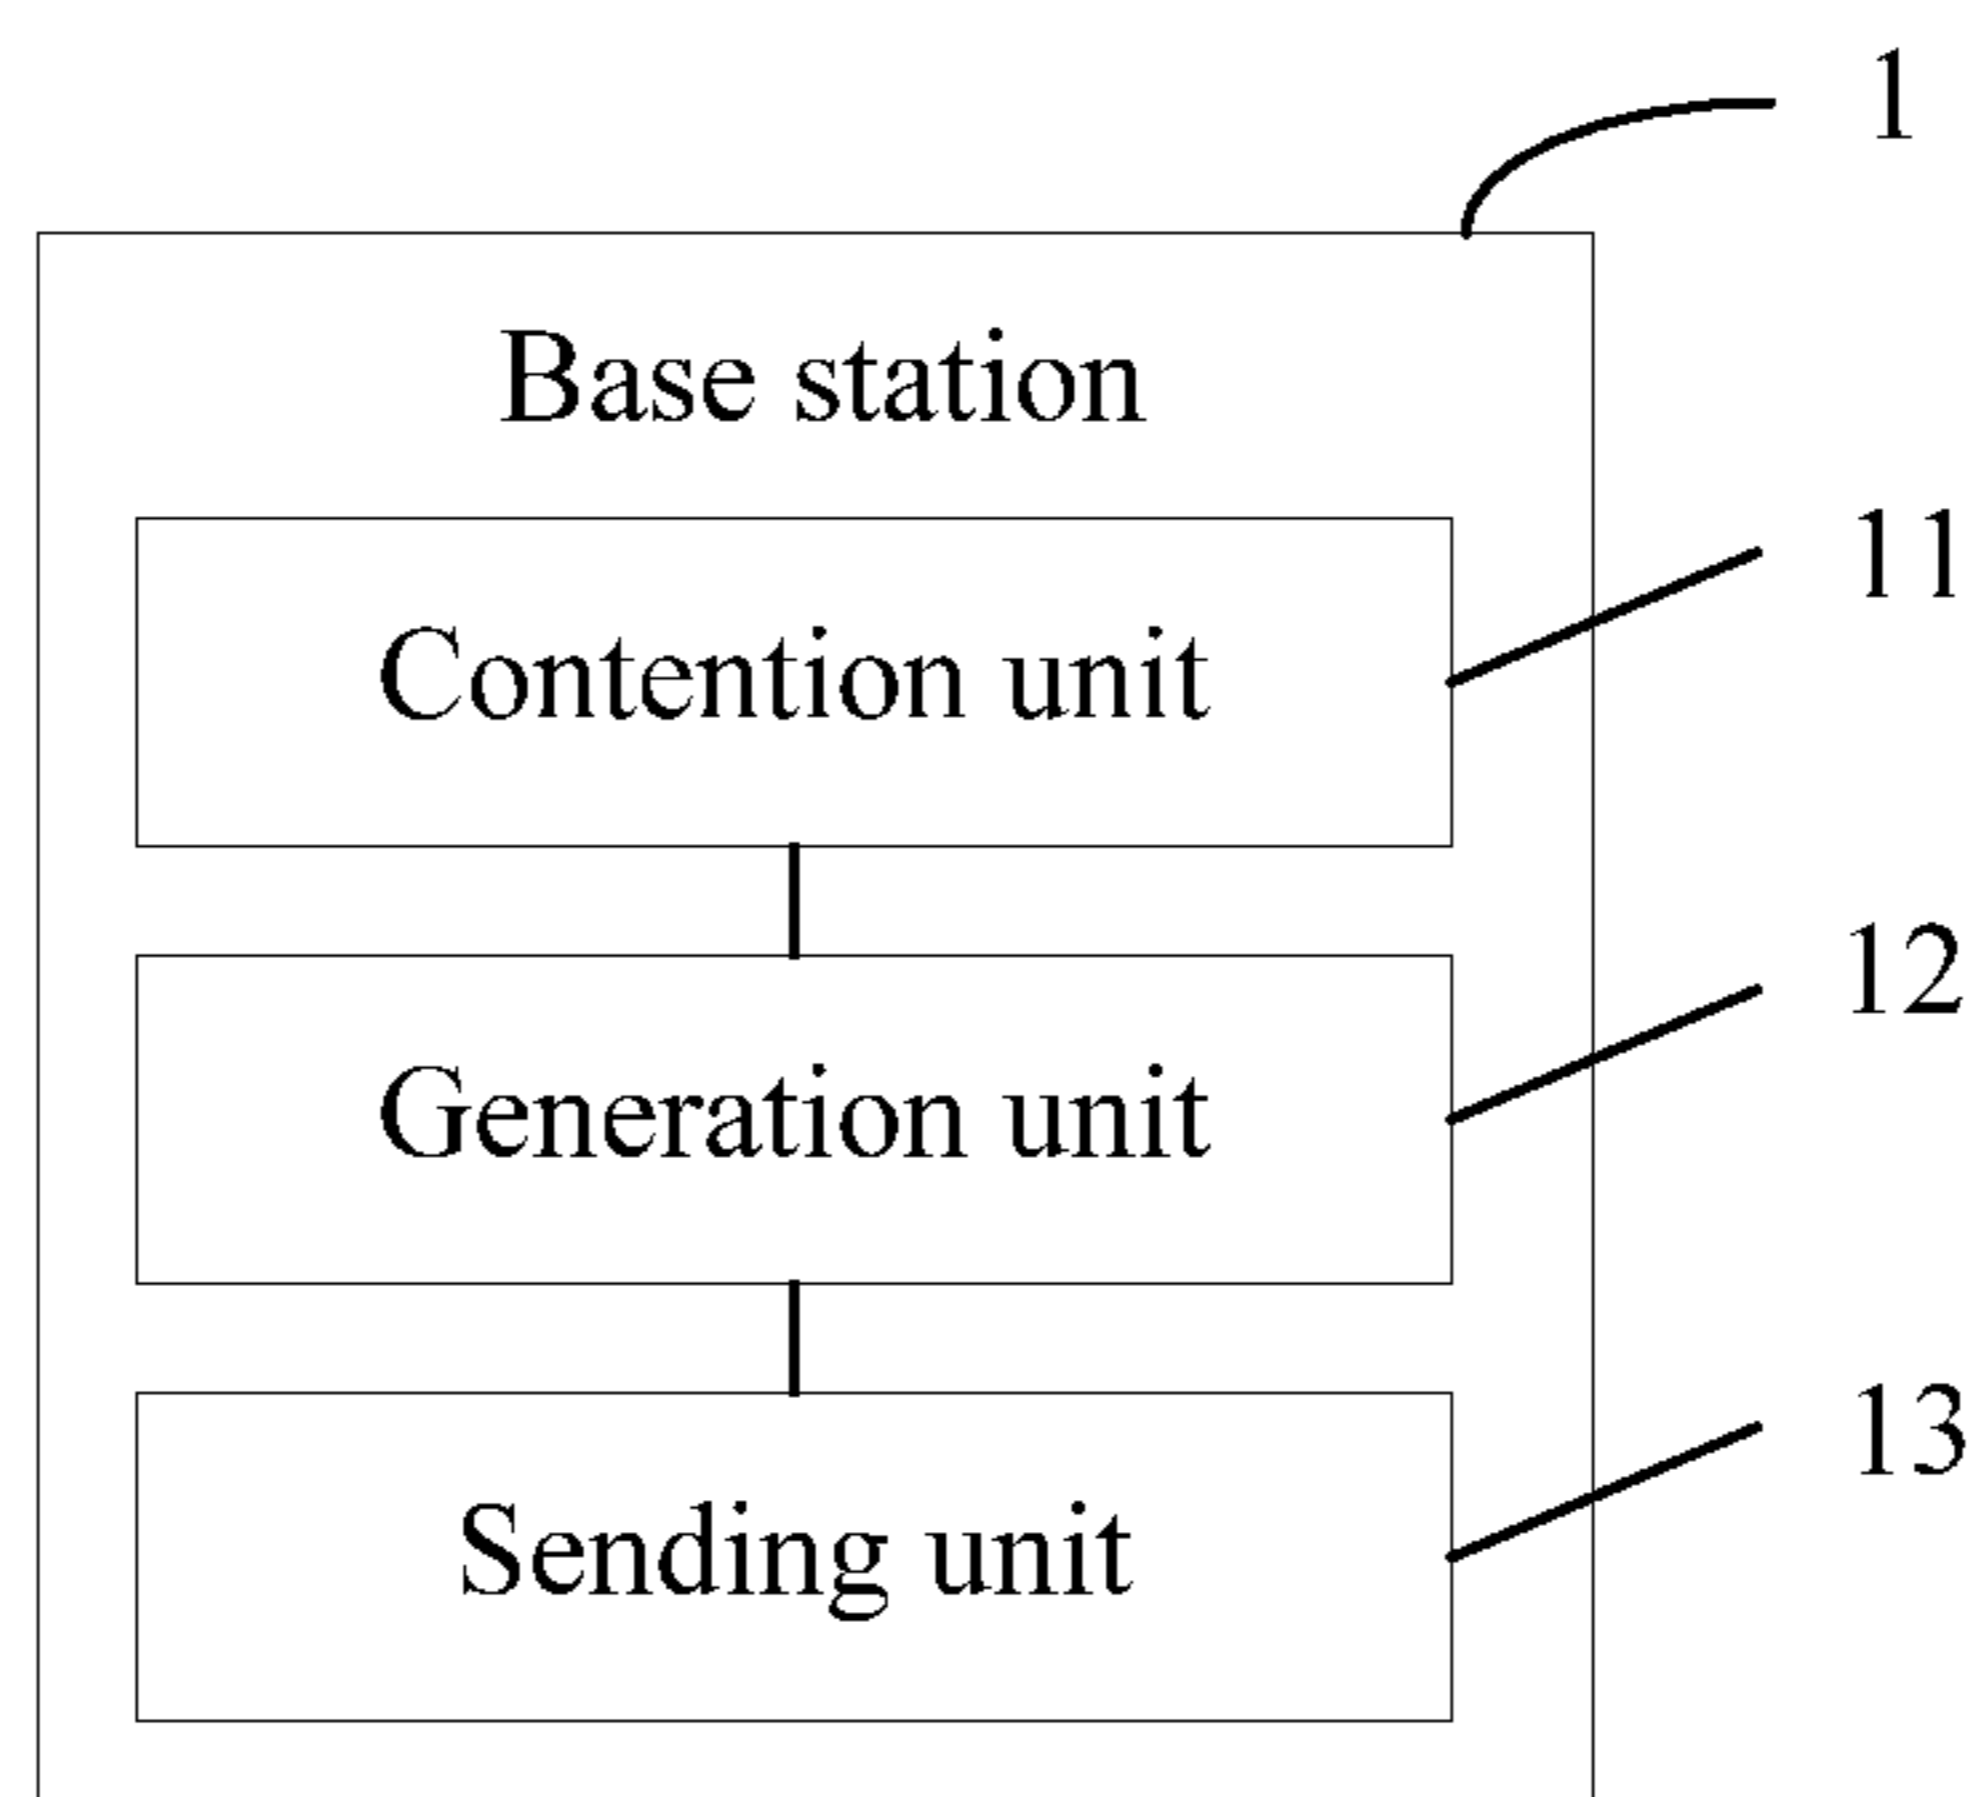 1
Base station
11
Contention unit
12
Generation unit
13
Sending unit